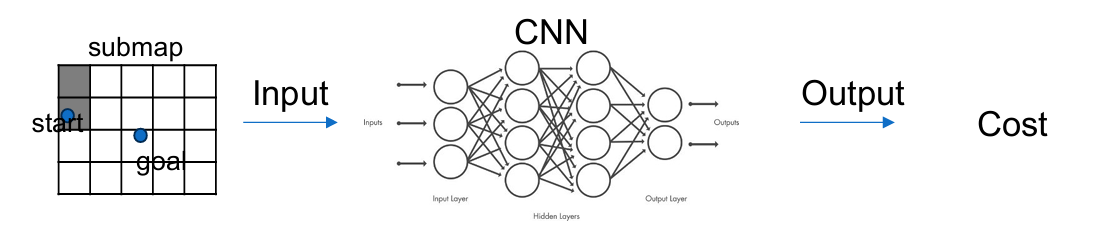 submap
start
goal
Input
CNN
Inputs
Input Layer
Hidden Layers
Output Layer
Outputs
Output
Cost